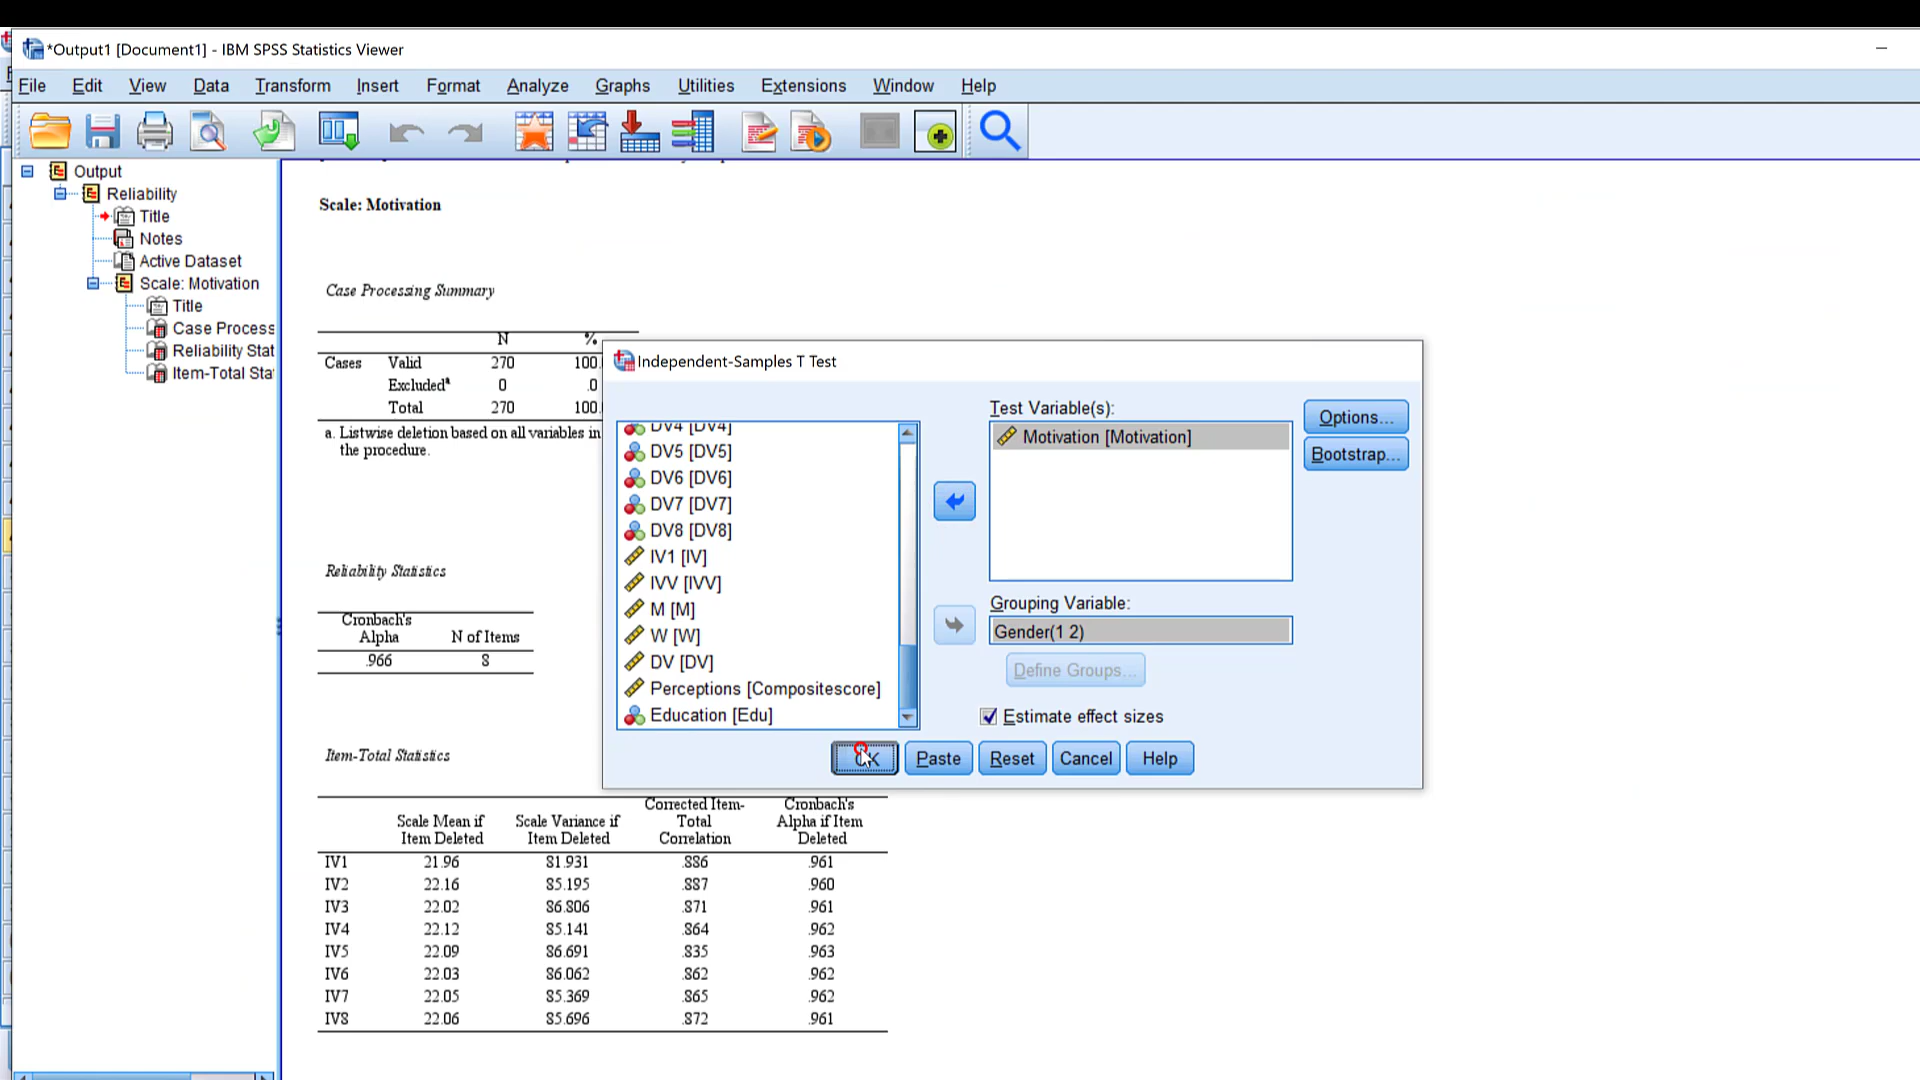 *Output1 [Document1] - IBM SPSS Statistics Viewer
File Edit View Data Transform Insert Format Analyze Graphs Utilities Extensions Window Help
Output
Reliability
Title
Notes
Active Dataset
Scale: Motivation
Title
Case Process
Reliability Stat
Item-Total Sta
Scale: Motivation
Case Processing Summary
N %
Cases Valid 270 100.
Excludedᵃ 0 .0
Total 270 100.
a. Listwise deletion based on all variables in
the procedure.
Reliability Statistics
Cronbach's
Alpha N of Items
.966 8
Item-Total Statistics
Scale Mean if
Item Deleted
Scale Variance if
Item Deleted
Corrected Item-
Total
Correlation
Cronbach's
Alpha if Item
Deleted
IV1 21.96 81.931 .886 .961
IV2 22.16 85.195 .887 .960
IV3 22.02 86.806 .871 .961
IV4 22.12 85.141 .864 .962
IV5 22.09 86.691 .835 .963
IV6 22.03 86.062 .862 .962
IV7 22.05 85.369 .865 .962
IV8 22.06 85.696 .872 .961
Independent-Samples T Test
DV4 [DV4]
DV5 [DV5]
DV6 [DV6]
DV7 [DV7]
DV8 [DV8]
IV1 [IV]
IVV [IVV]
M [M]
W [W]
DV [DV]
Perceptions [Compositescore]
Education [Edu]
Test Variable(s):
Motivation [Motivation]
Options...
Bootstrap...
Grouping Variable:
Gender(1 2)
Define Groups...
Estimate effect sizes
OK Paste Reset Cancel Help